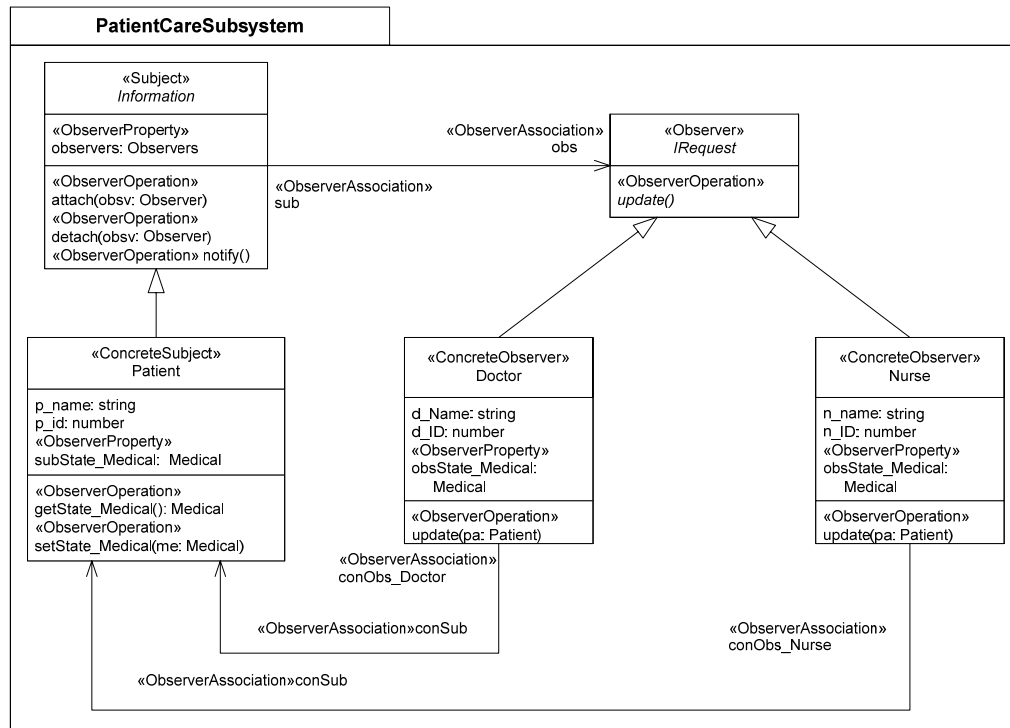 PatientCareSubsystem
«Subject»
Information
«ObserverProperty»
observers: Observers
«ObserverOperation»
attach(obsv: Observer)
«ObserverOperation»
detach(obsv: Observer)
«ObserverOperation» notify()
«ObserverAssociation»
obs
«ObserverAssociation»
sub
«Observer»
IRequest
«ObserverOperation»
update()
«ConcreteSubject»
Patient
p_name: string
p_id: number
«ObserverProperty»
subState_Medical: Medical
«ObserverOperation»
getState_Medical(): Medical
«ObserverOperation»
setState_Medical(me: Medical)
«ConcreteObserver»
Doctor
d_Name: string
d_ID: number
«ObserverProperty»
obsState_Medical:
Medical
«ObserverOperation»
update(pa: Patient)
«ConcreteObserver»
Nurse
n_name: string
n_ID: number
«ObserverProperty»
obsState_Medical:
Medical
«ObserverOperation»
update(pa: Patient)
«ObserverAssociation»
conObs_Doctor
«ObserverAssociation»conSub
«ObserverAssociation»
conObs_Nurse
«ObserverAssociation»conSub